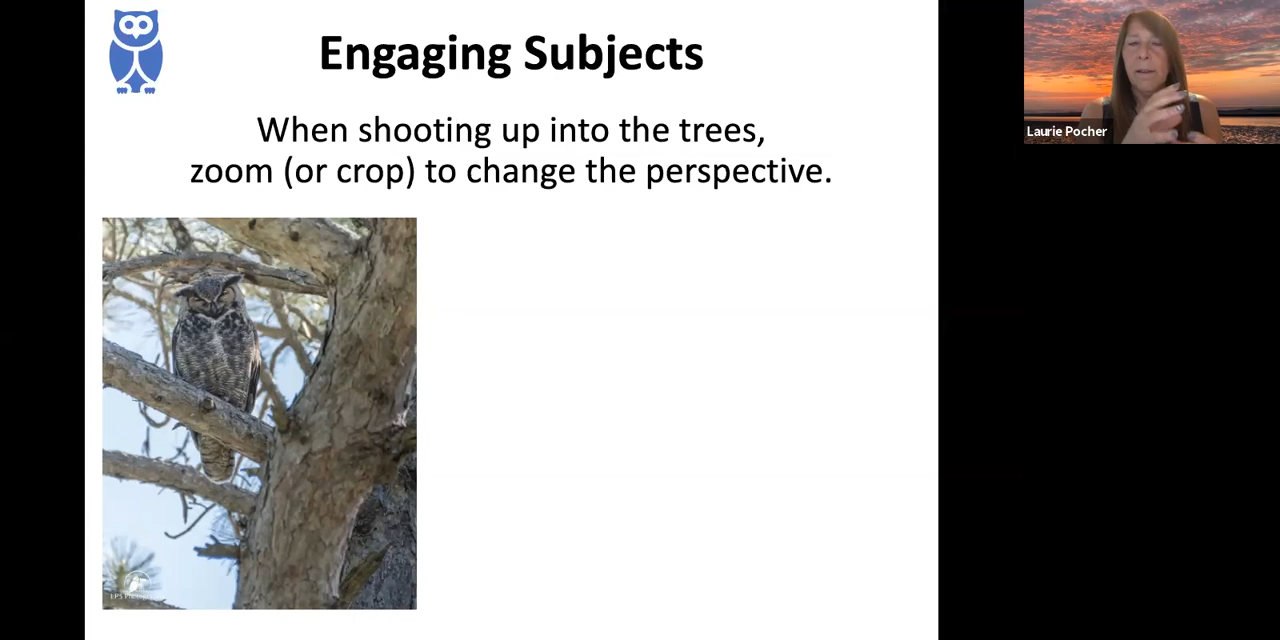 Engaging Subjects
When shooting up into the trees,
zoom (or crop) to change the perspective.
Laurie Pocher